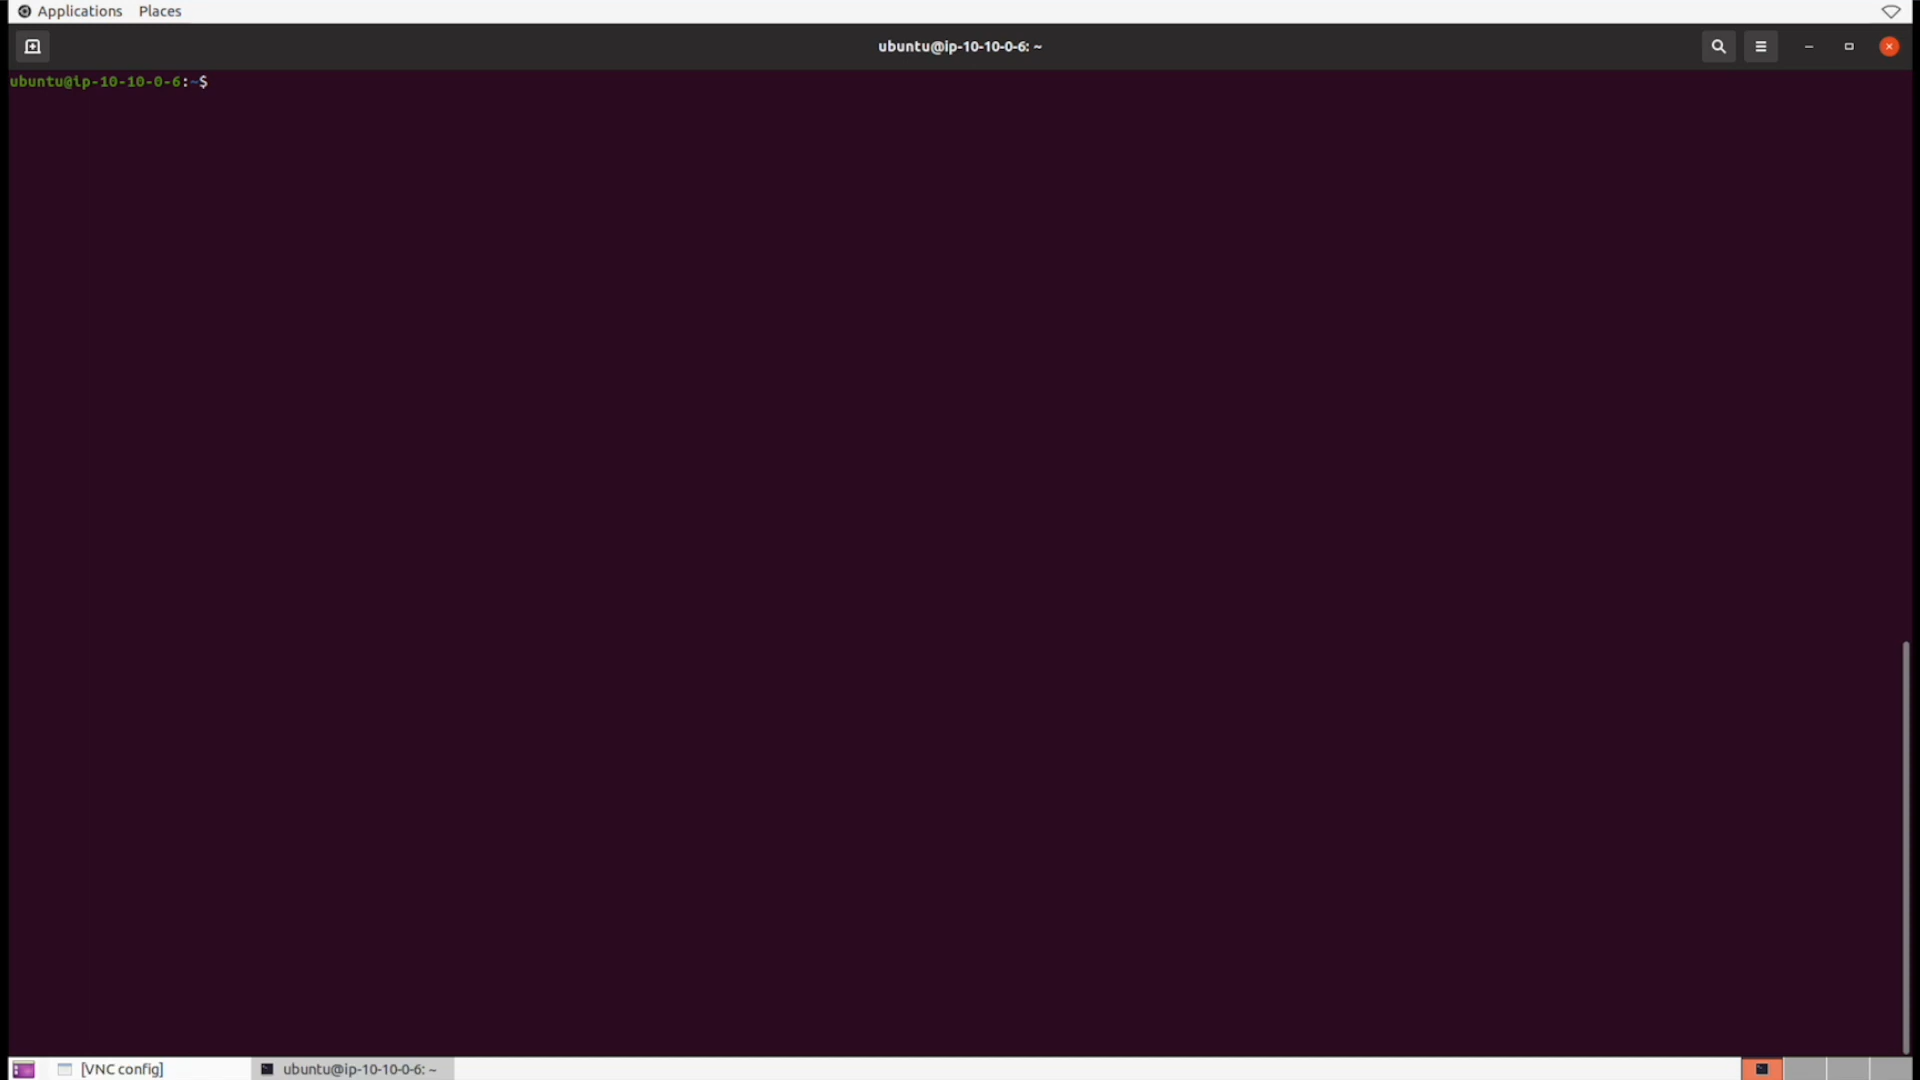 Applications Places
ubuntu@ip-10-10-0-6: ~
ubuntu@ip-10-10-0-6:~$
[VNC config] ubuntu@ip-10-10-0-6: ~